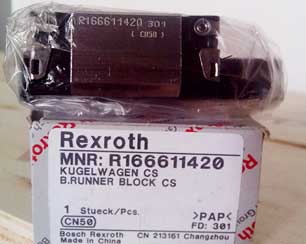 R166611420 301
( CN50 )
Rexroth
MNR: R166611420
KUGELWAGEN CS
B.RUNNER BLOCK CS
1 Stueck/Pcs.
CN50
>PAP<
FD: 301
Bosch Rexroth
CN 213161 Changzhou
Made in China